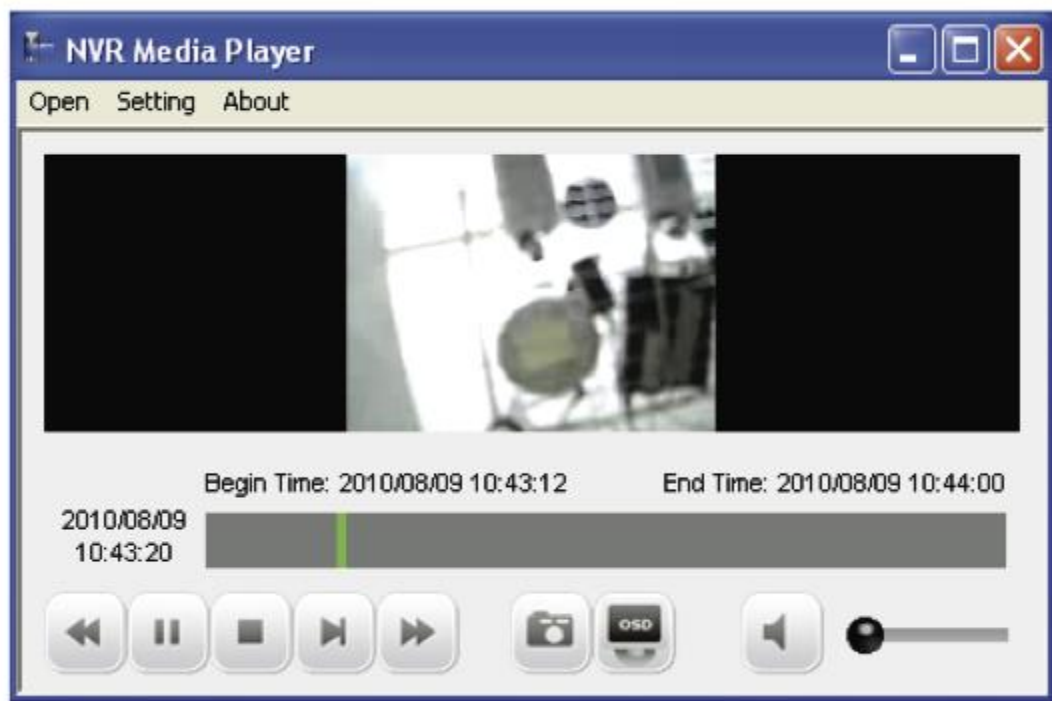 NVR Media Player
Open Setting About
Begin Time: 2010/08/09 10:43:12 End Time: 2010/08/09 10:44:00
2010/08/09
10:43:20
OSD